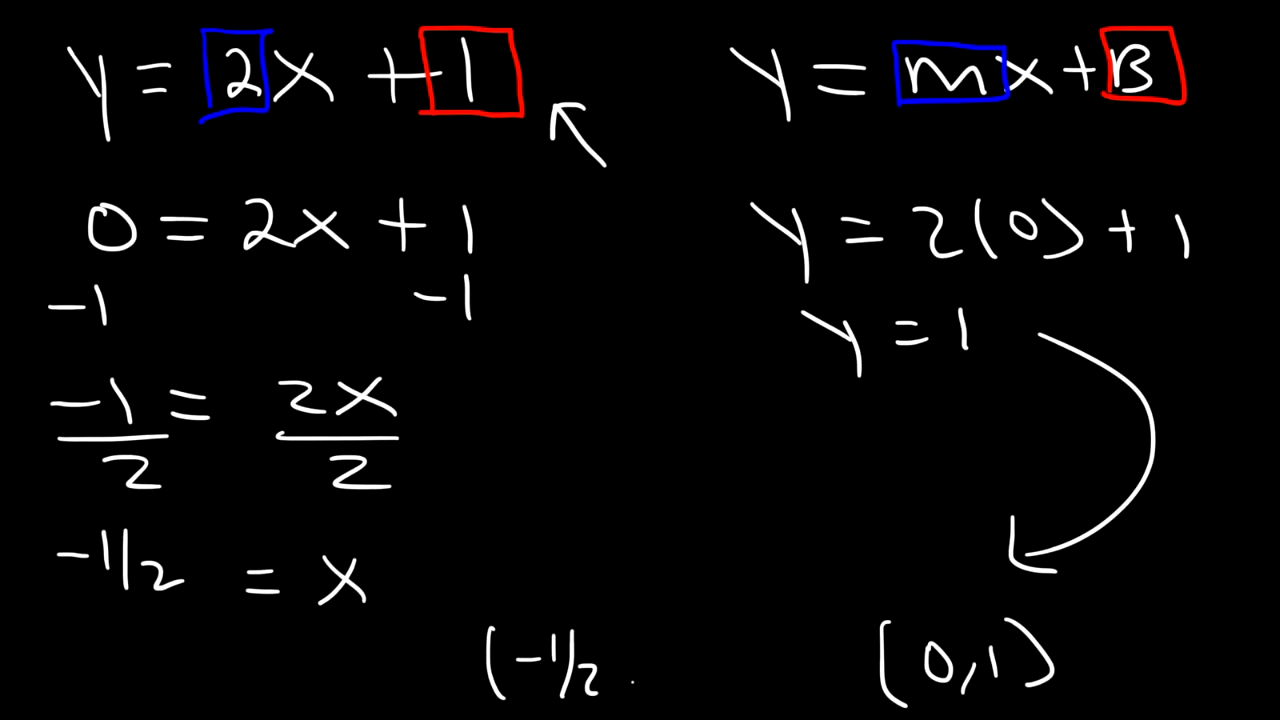 y = 2x + 1
0 = 2x + 1
-1 -1
-1 = 2x
2 2
-1/2 = x
(-1/2
y = mx + B
y = 2(0) + 1
y = 1
(0,1)